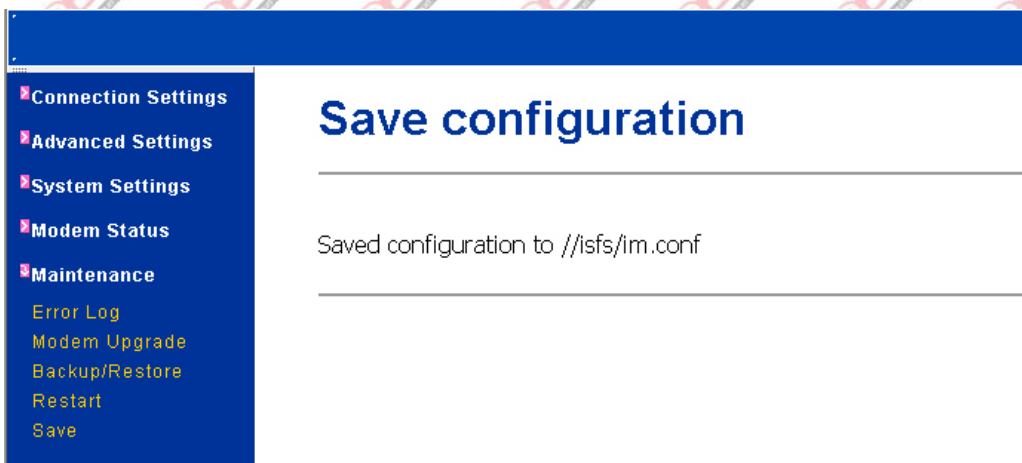 Connection Settings
Advanced Settings
System Settings
Modem Status
Maintenance
Error Log
Modem Upgrade
Backup/Restore
Restart
Save
Save configuration
Saved configuration to //isfs/im.conf